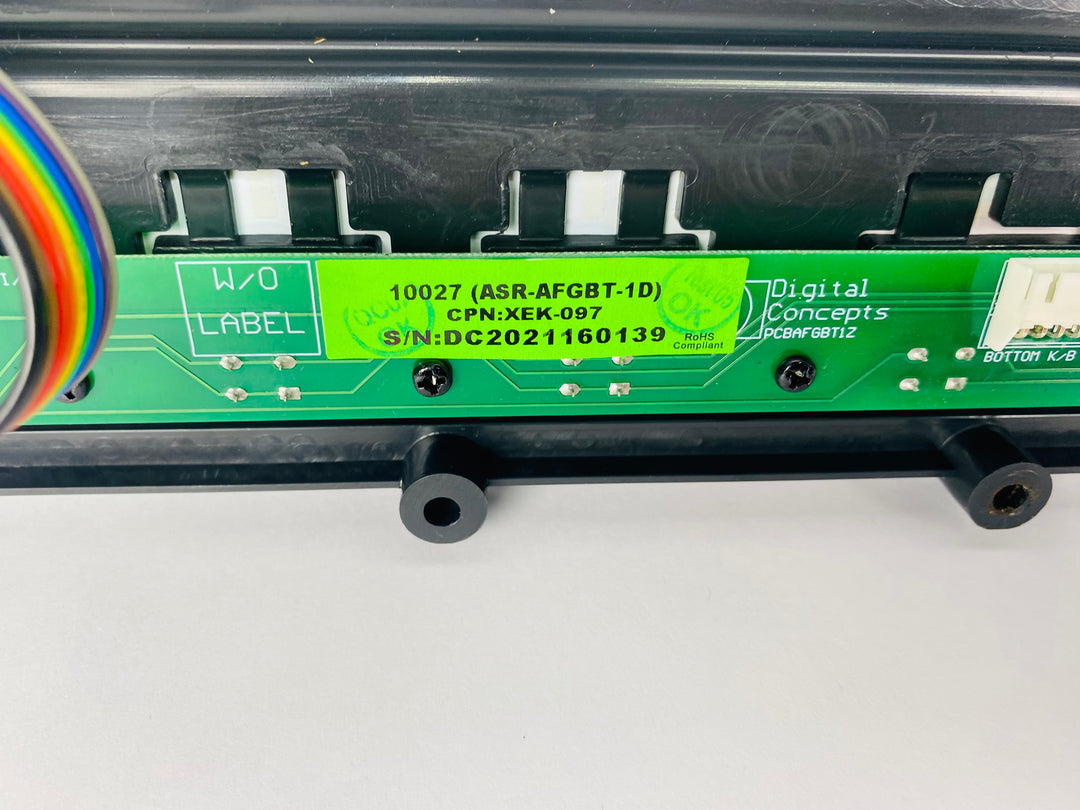 W/O
LABEL
10027 (ASR-AFGBT-1D)
CPN:XEK-097
S/N:DC2021160139
RoHS
Compliant
OK
Digital
Concepts
PCBAFGBT1Z
BOTTOM K/B